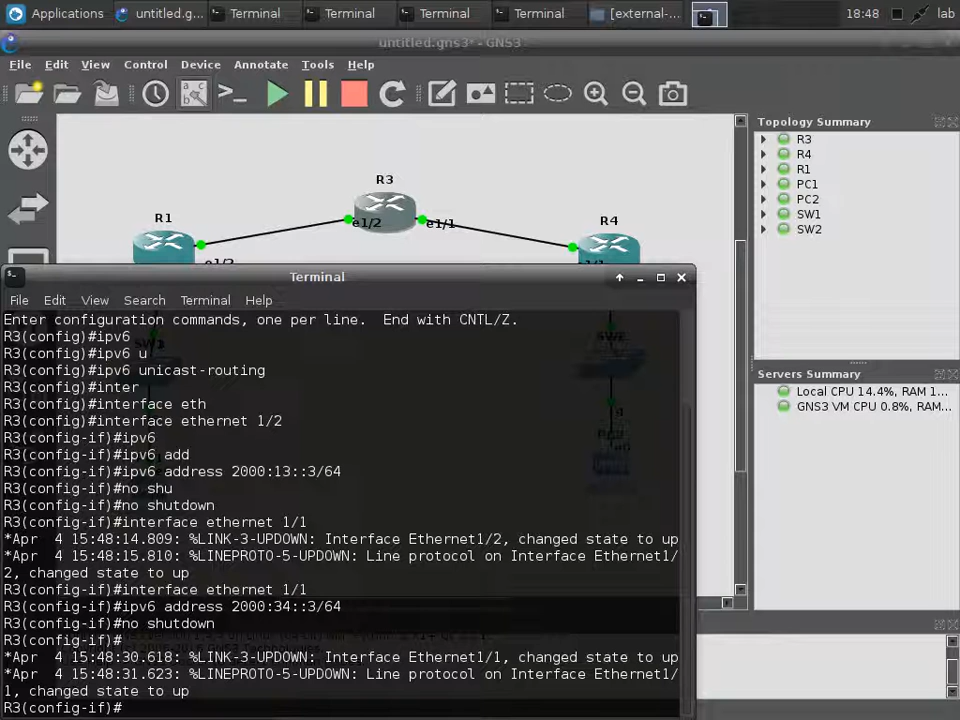 Applications untitled.g... Terminal Terminal Terminal Terminal [external-... 18:48 lab
untitled.gns3* - GNS3
File Edit View Control Device Annotate Tools Help
Topology Summary
R3
R4
R1
PC1
PC2
SW1
SW2
R3
R1
R4
e1/2
e1/1
Servers Summary
Local CPU 14.4%, RAM 1...
GNS3 VM CPU 0.8%, RAM...
Terminal
File Edit View Search Terminal Help
Enter configuration commands, one per line.  End with CNTL/Z.
R3(config)#ipv6
R3(config)#ipv6 u
R3(config)#ipv6 unicast-routing
R3(config)#inter
R3(config)#interface eth
R3(config)#interface ethernet 1/2
R3(config-if)#ipv6
R3(config-if)#ipv6 add
R3(config-if)#ipv6 address 2000:13::3/64
R3(config-if)#no shu
R3(config-if)#no shutdown
R3(config-if)#interface ethernet 1/1
*Apr  4 15:48:14.809: %LINK-3-UPDOWN: Interface Ethernet1/2, changed state to up
*Apr  4 15:48:15.810: %LINEPROTO-5-UPDOWN: Line protocol on Interface Ethernet1/
2, changed state to up
R3(config-if)#interface ethernet 1/1
R3(config-if)#ipv6 address 2000:34::3/64
R3(config-if)#no shutdown
R3(config-if)#
*Apr  4 15:48:30.618: %LINK-3-UPDOWN: Interface Ethernet1/1, changed state to up
*Apr  4 15:48:31.623: %LINEPROTO-5-UPDOWN: Line protocol on Interface Ethernet1/
1, changed state to up
R3(config-if)#